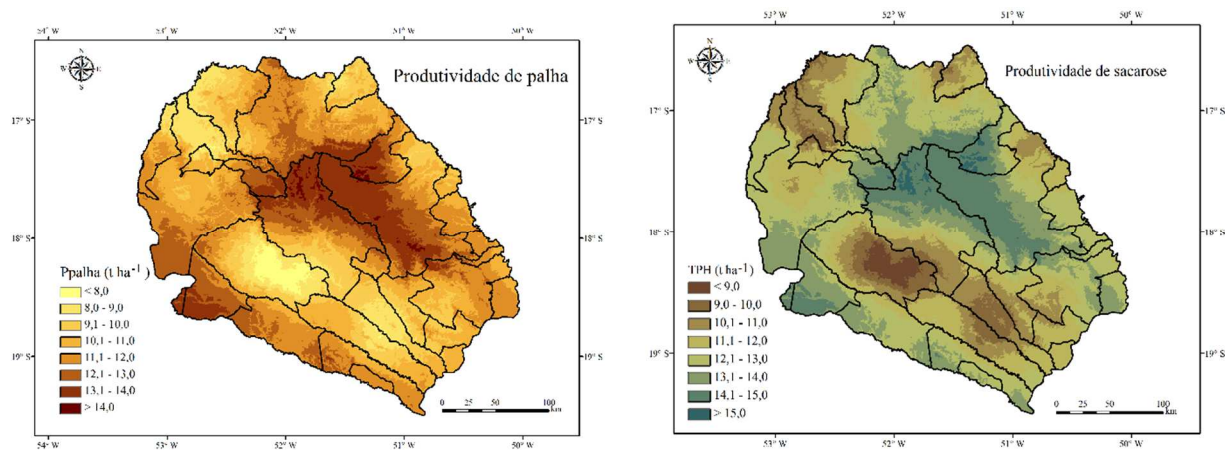 54° W 53° W 52° W 51° W 50° W
N
W E
S
Produtividade de palha
17° S
18° S
19° S
Ppalha (t ha-1)
< 8,0
8,0 - 9,0
9,1 - 10,0
10,1 - 11,0
11,1 - 12,0
12,1 - 13,0
13,1 - 14,0
> 14,0
0 25 50 100
km
54° W 53° W 52° W 51° W 50° W
53° W 52° W 51° W 50° W
N
W E
S
Produtividade de sacarose
17° S
18° S
19° S
TPH (t ha-1)
< 9,0
9,0 - 10,0
10,1 - 11,0
11,1 - 12,0
12,1 - 13,0
13,1 - 14,0
14,1 - 15,0
> 15,0
0 25 50 100
km
53° W 52° W 51° W 50° W